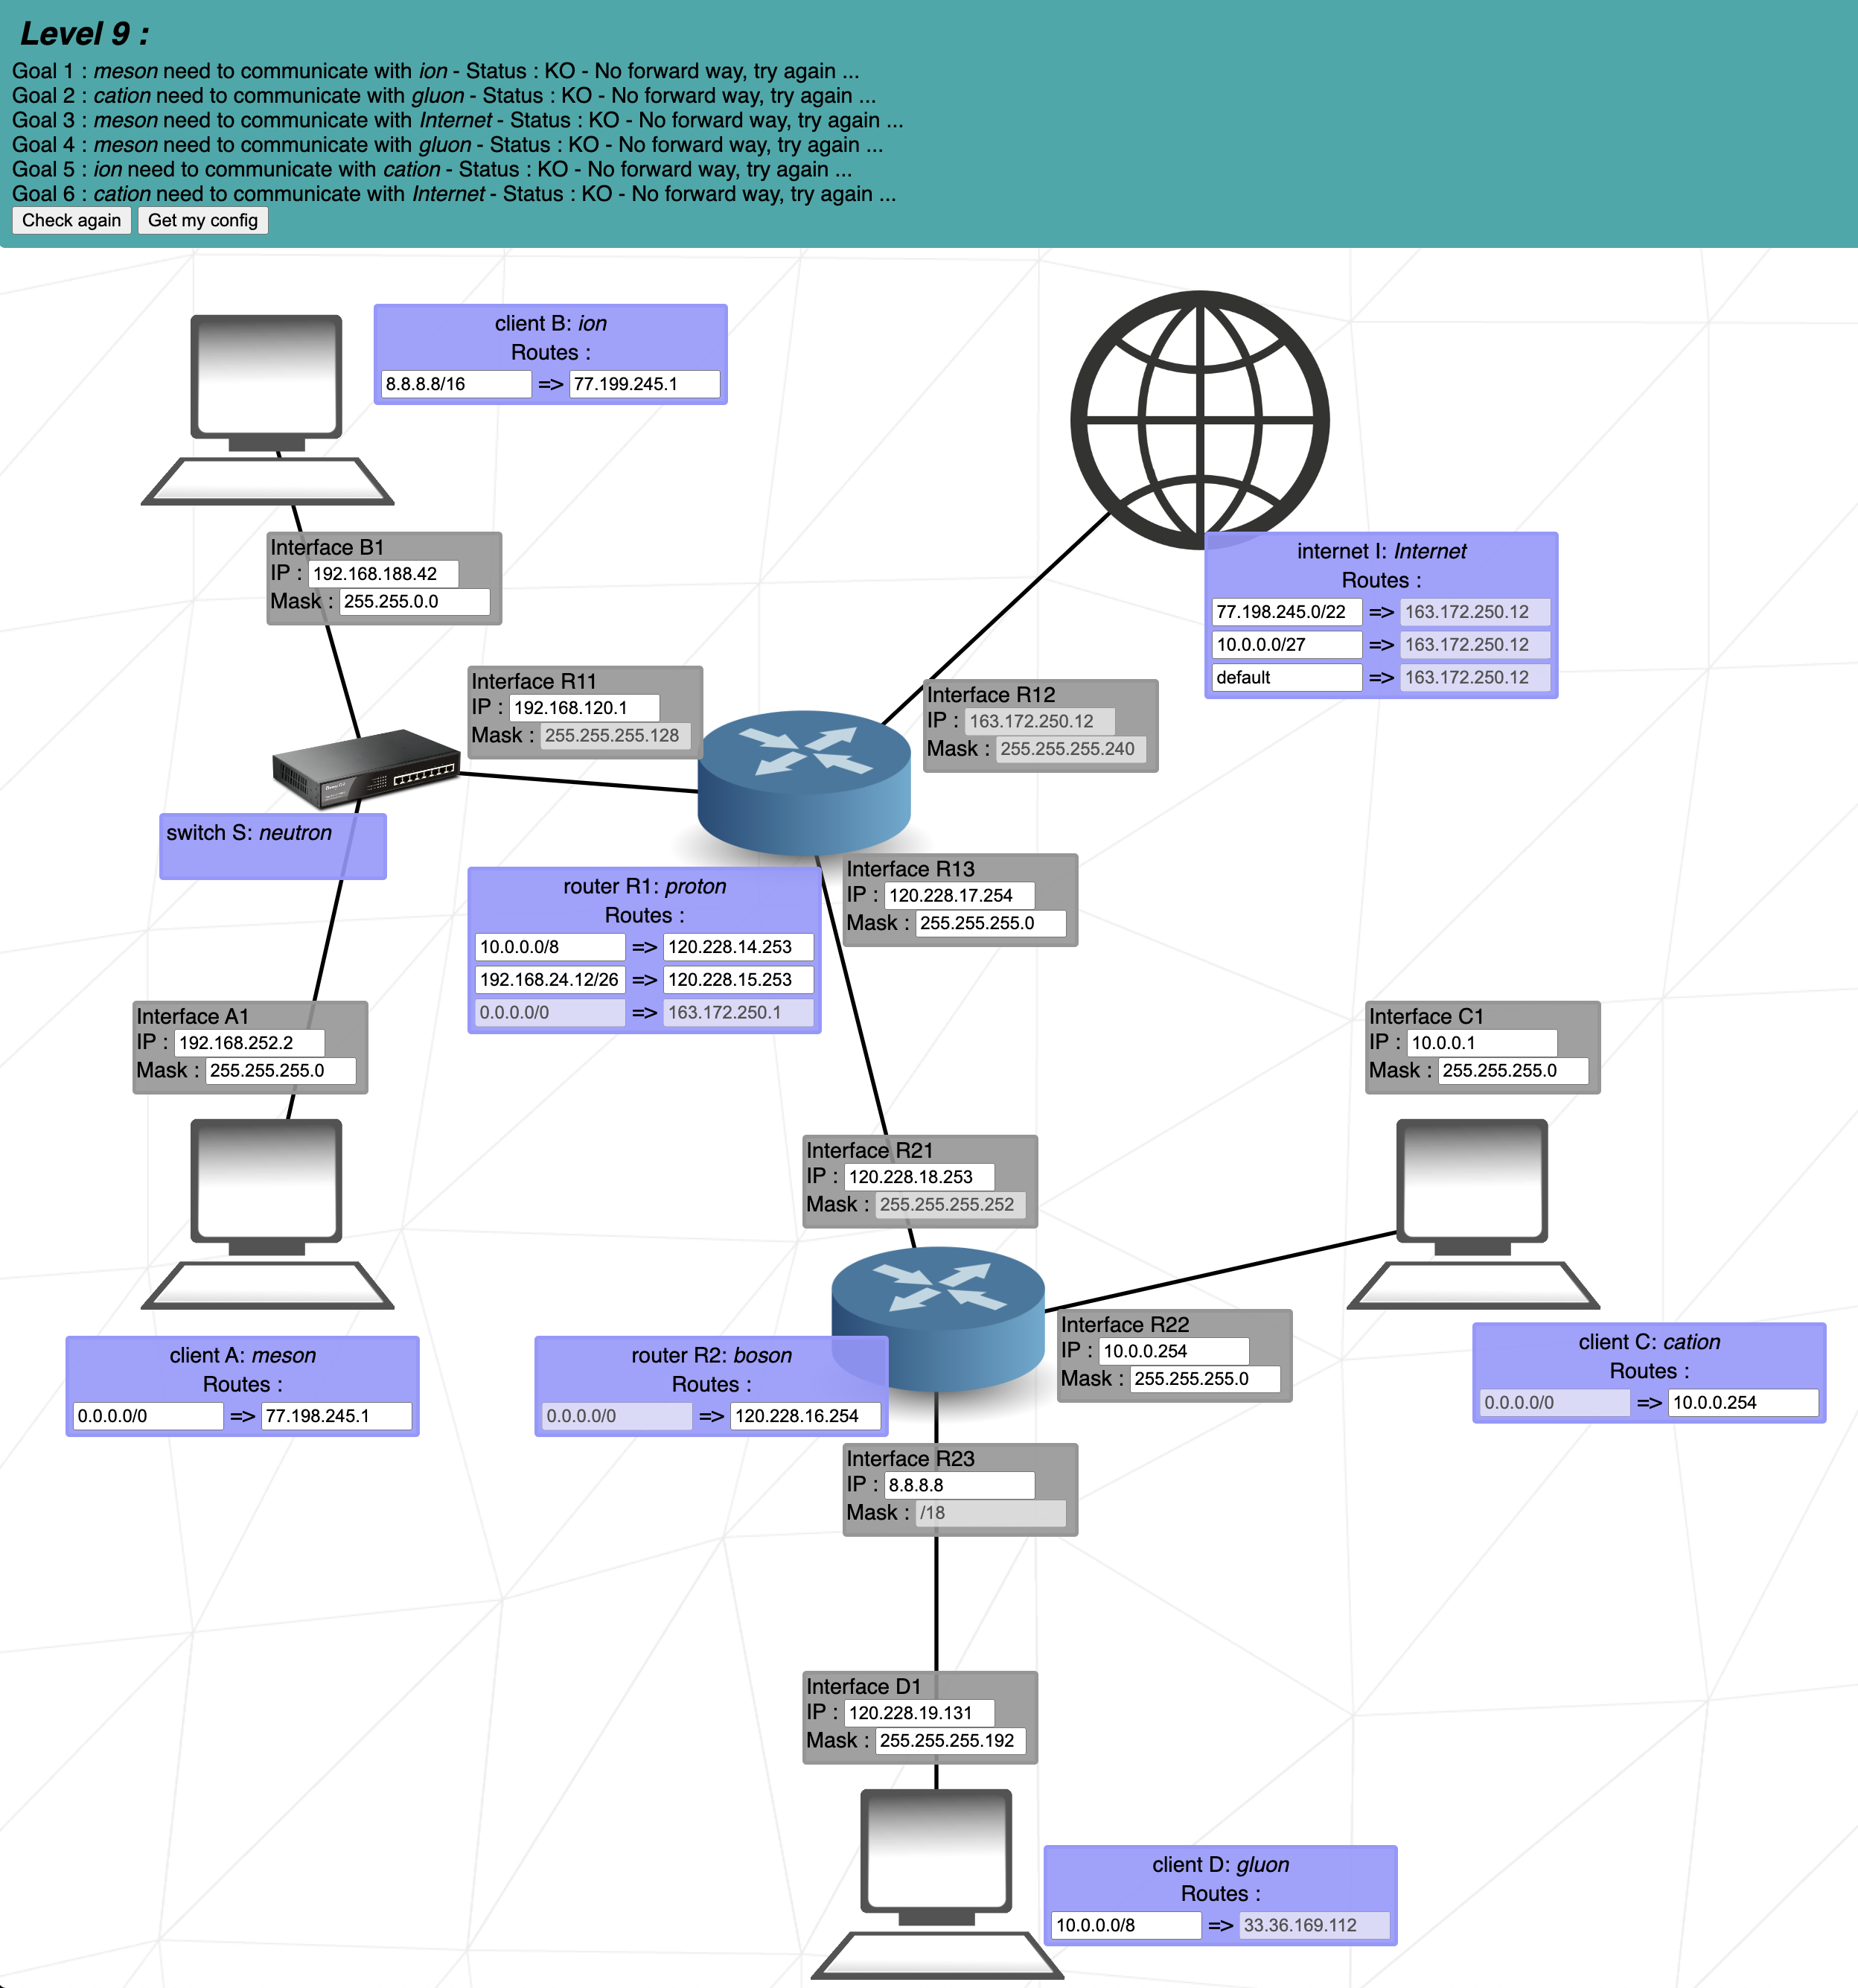 Level 9 :
Goal 1 : meson need to communicate with ion - Status : KO - No forward way, try again ...
Goal 2 : cation need to communicate with gluon - Status : KO - No forward way, try again ...
Goal 3 : meson need to communicate with Internet - Status : KO - No forward way, try again ...
Goal 4 : meson need to communicate with gluon - Status : KO - No forward way, try again ...
Goal 5 : ion need to communicate with cation - Status : KO - No forward way, try again ...
Goal 6 : cation need to communicate with Internet - Status : KO - No forward way, try again ...
Check again Get my config
client B: ion
Routes :
8.8.8.8/16 => 77.199.245.1
Interface B1
IP : 192.168.188.42
Mask : 255.255.0.0
internet I: Internet
Routes :
77.198.245.0/22 => 163.172.250.12
10.0.0.0/27 => 163.172.250.12
default => 163.172.250.12
Interface R11
IP : 192.168.120.1
Mask : 255.255.255.128
Interface R12
IP : 163.172.250.12
Mask : 255.255.255.240
switch S: neutron
Interface R13
IP : 120.228.17.254
Mask : 255.255.255.0
router R1: proton
Routes :
10.0.0.0/8 => 120.228.14.253
192.168.24.12/26 => 120.228.15.253
0.0.0.0/0 => 163.172.250.1
Interface A1
IP : 192.168.252.2
Mask : 255.255.255.0
Interface C1
IP : 10.0.0.1
Mask : 255.255.255.0
Interface R21
IP : 120.228.18.253
Mask : 255.255.255.252
Interface R22
IP : 10.0.0.254
Mask : 255.255.255.0
client A: meson
Routes :
0.0.0.0/0 => 77.198.245.1
router R2: boson
Routes :
0.0.0.0/0 => 120.228.16.254
client C: cation
Routes :
0.0.0.0/0 => 10.0.0.254
Interface R23
IP : 8.8.8.8
Mask : /18
Interface D1
IP : 120.228.19.131
Mask : 255.255.255.192
client D: gluon
Routes :
10.0.0.0/8 => 33.36.169.112